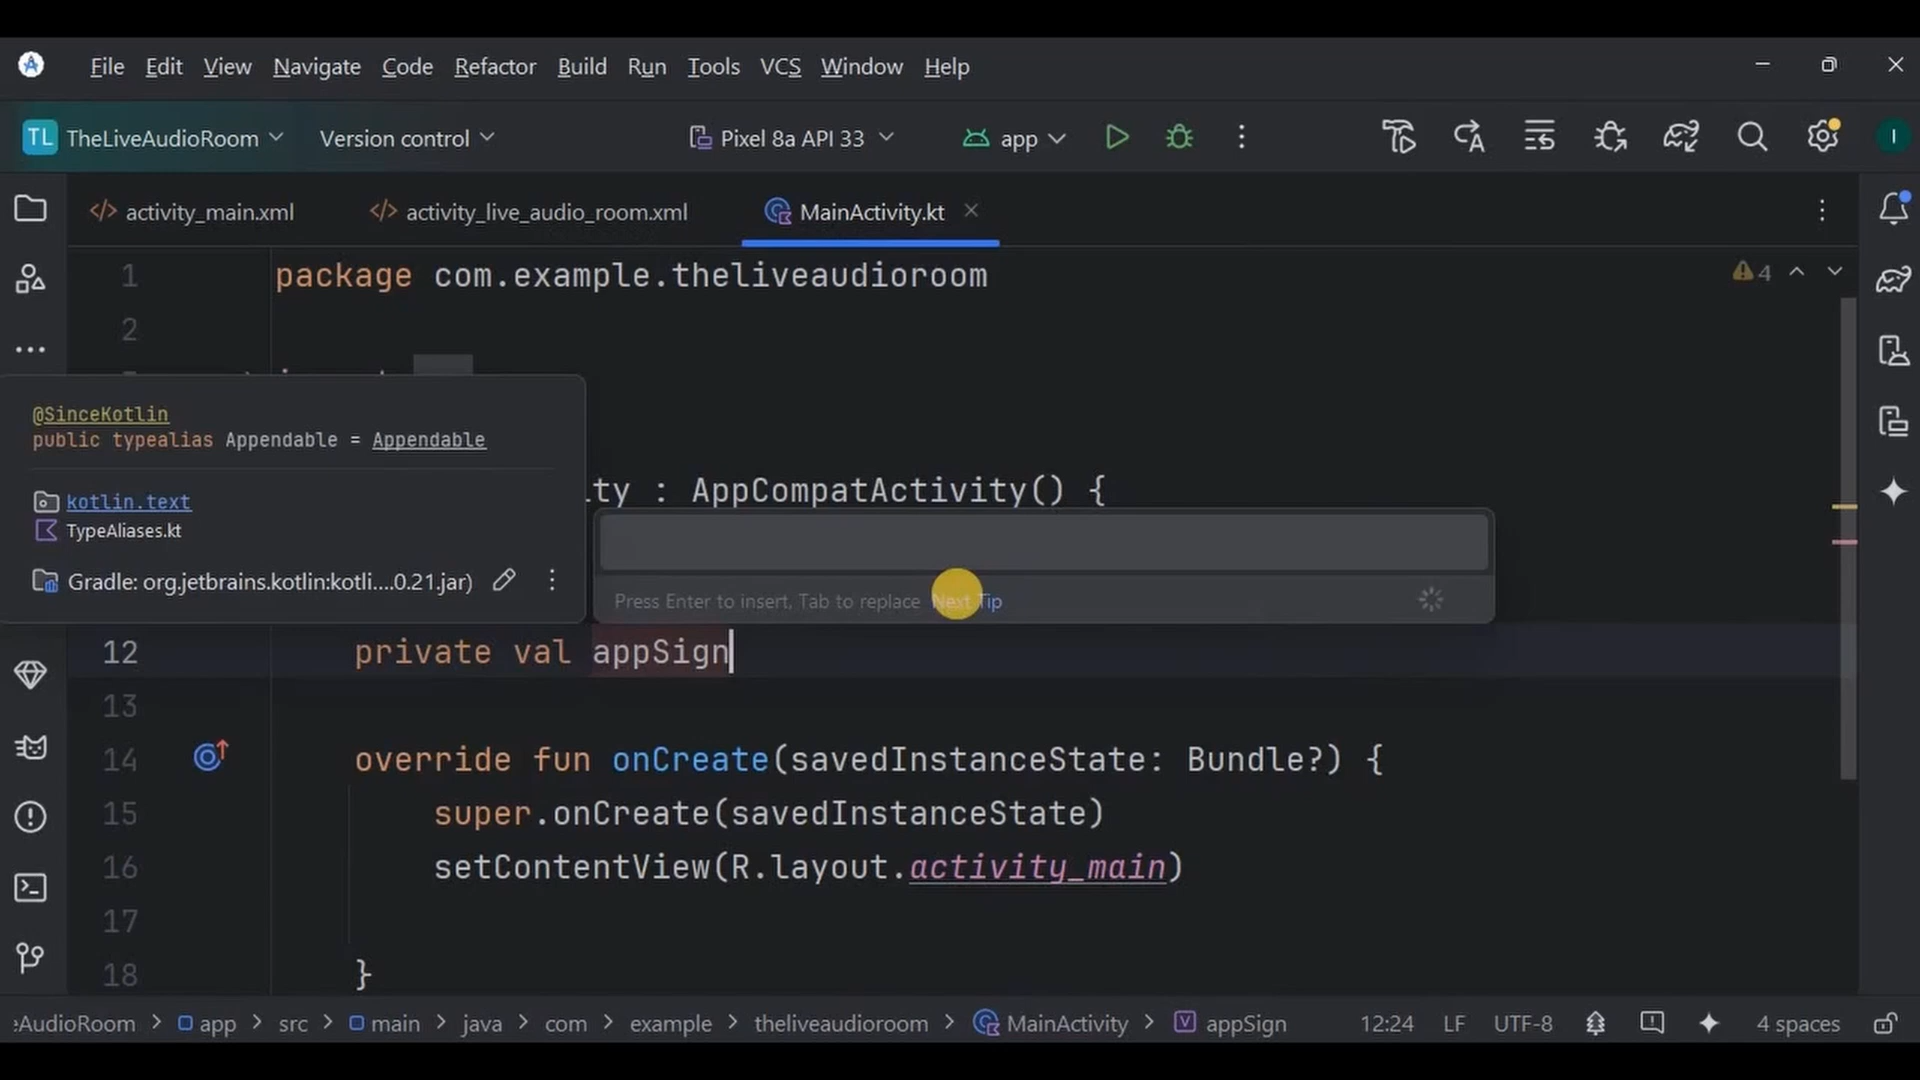 File Edit View Navigate Code Refactor Build Run Tools VCS Window Help
TL TheLiveAudioRoom Version control Pixel 8a API 33 app I
activity_main.xml activity_live_audio_room.xml MainActivity.kt
1 package com.example.theliveaudioroom 4
2
@SinceKotlin
public typealias Appendable = Appendable
kotlin.text
TypeAliases.kt
Gradle: org.jetbrains.kotlin:kotli....0.21.jar)
ity : AppCompatActivity() {
Press Enter to insert, Tab to replace Next Tip
12 private val appSign
13
14 override fun onCreate(savedInstanceState: Bundle?) {
15 super.onCreate(savedInstanceState)
16 setContentView(R.layout.activity_main)
17
18 }
eAudioRoom > app > src > main > java > com > example > theliveaudioroom > MainActivity > appSign 12:24 LF UTF-8 4 spaces